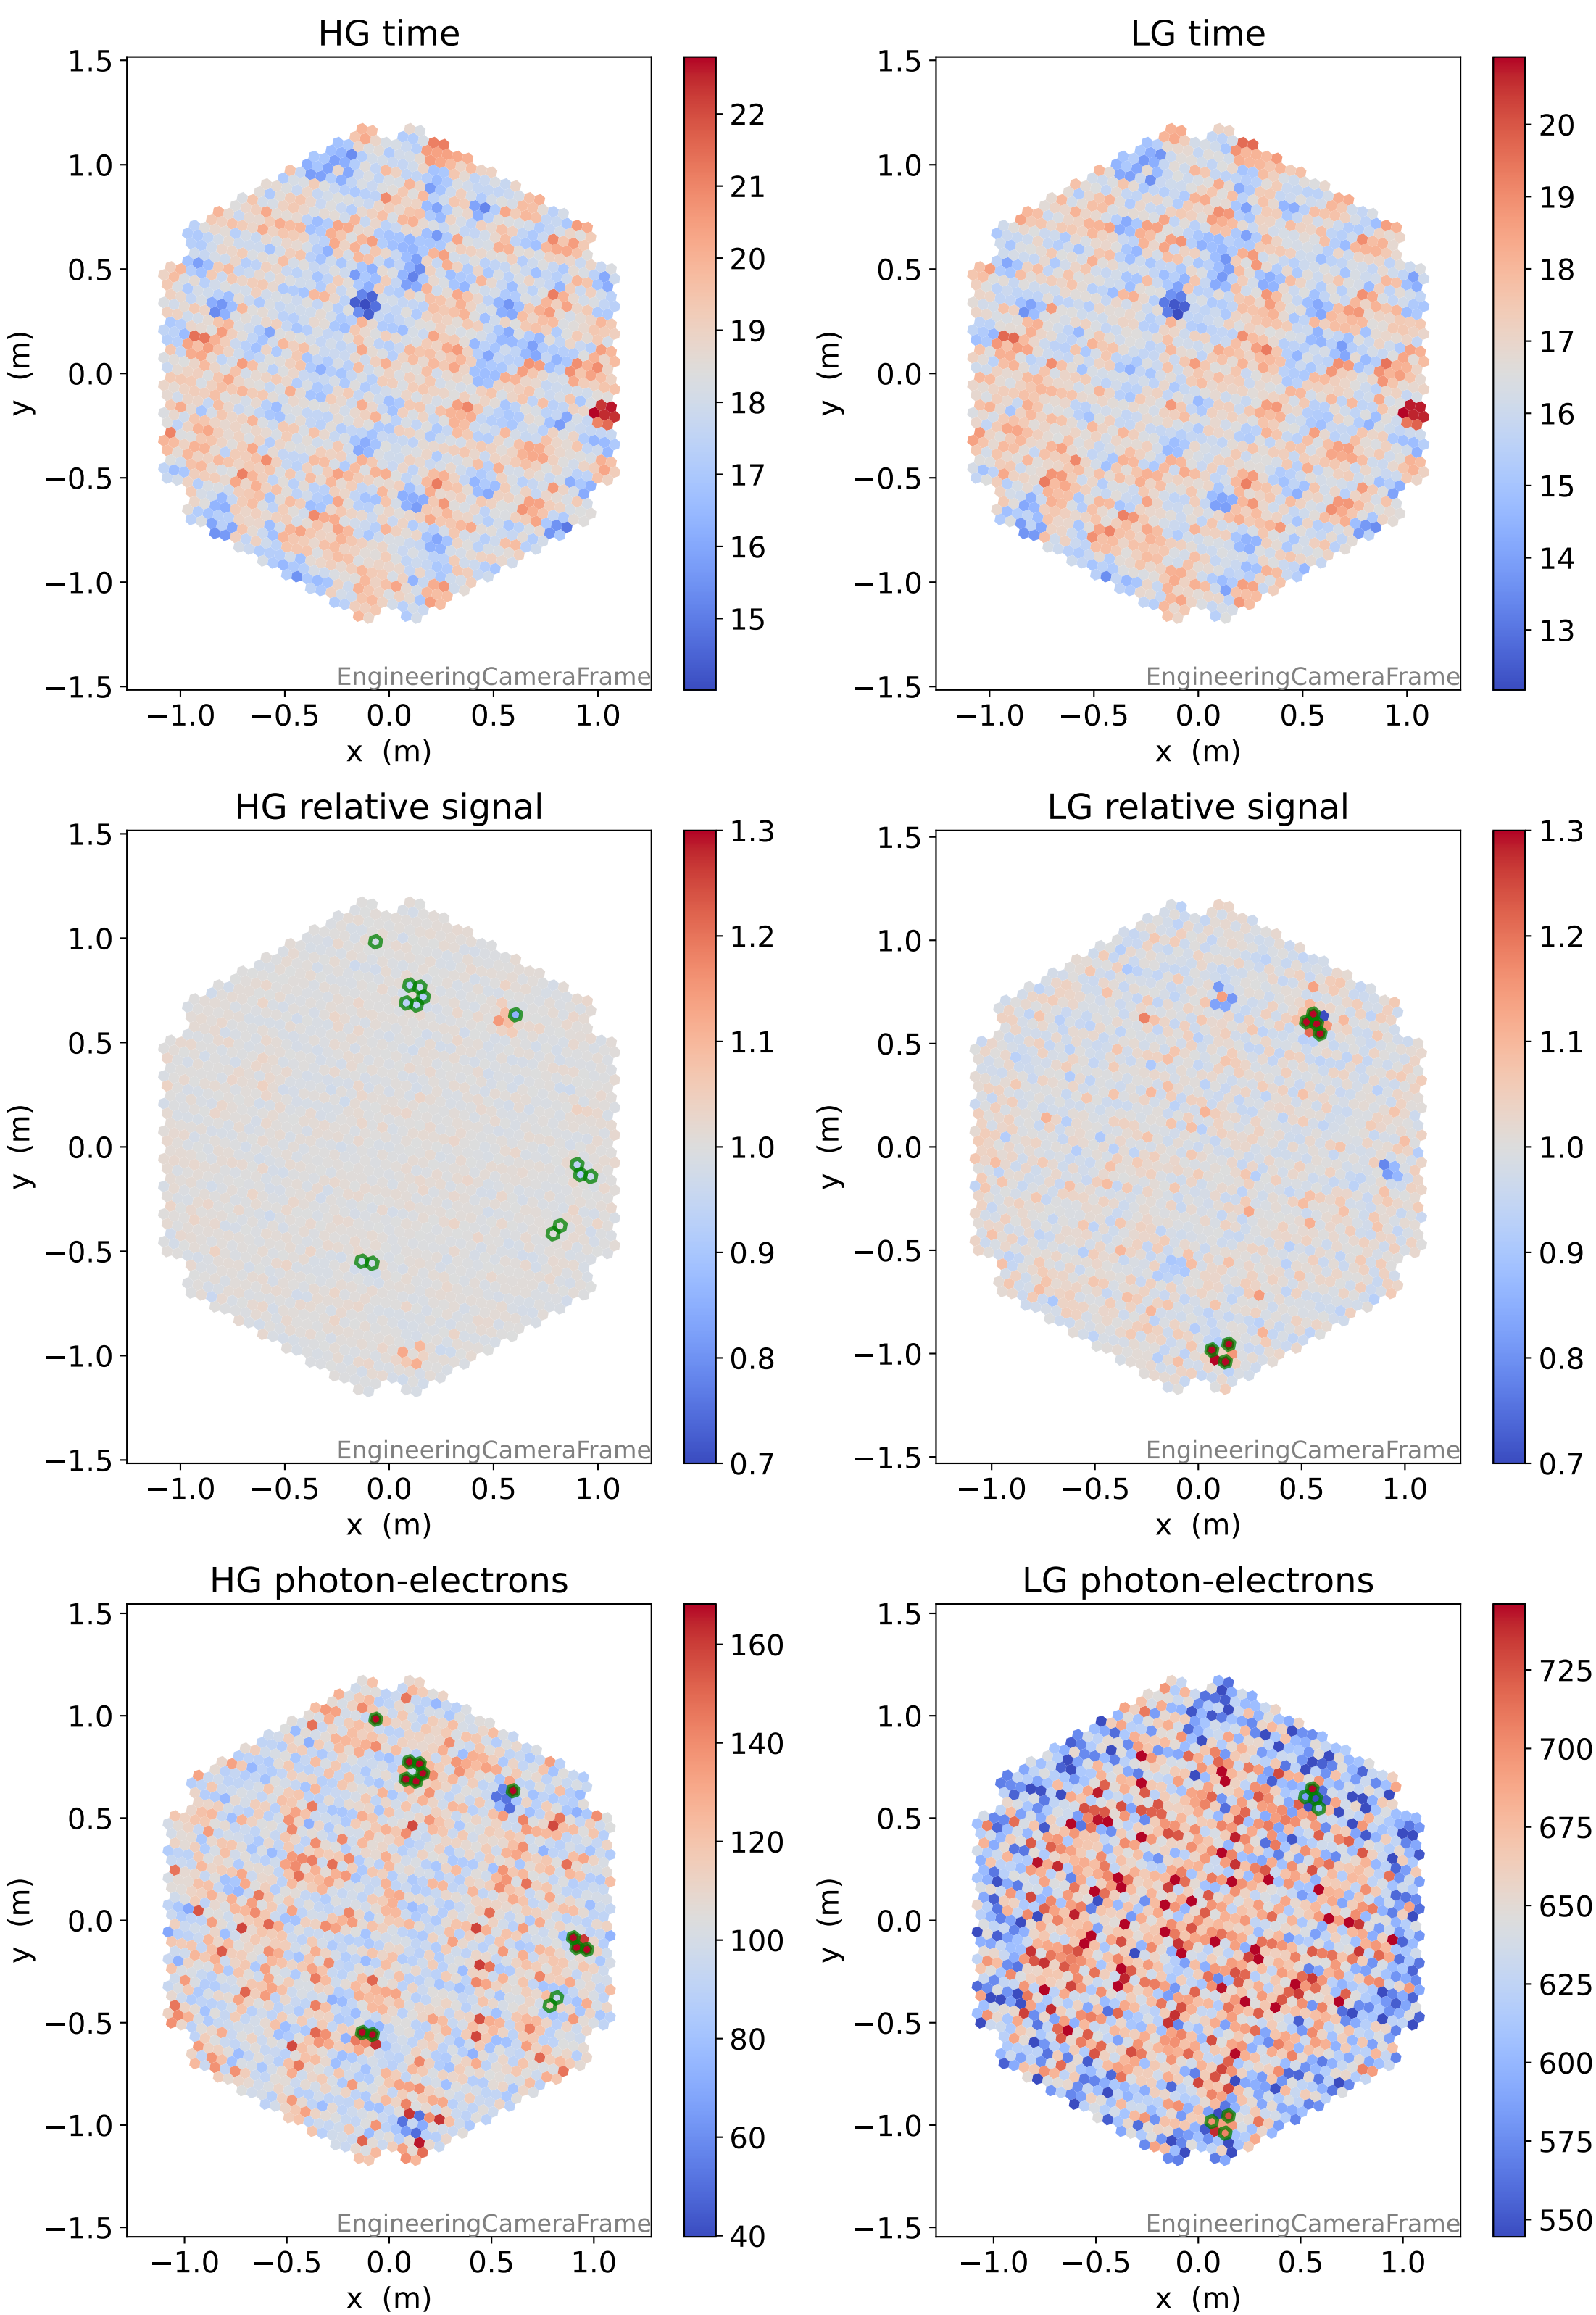 HG time
LG time
1.5
1.0
0.5
0.0
−0.5
−1.0
−1.5
y (m)
−1.0 −0.5 0.0 0.5 1.0
x (m)
EngineeringCameraFrame
22
21
20
19
18
17
16
15
1.5
1.0
0.5
0.0
−0.5
−1.0
−1.5
y (m)
−1.0 −0.5 0.0 0.5 1.0
x (m)
EngineeringCameraFrame
20
19
18
17
16
15
14
13
HG relative signal
LG relative signal
1.5
1.0
0.5
0.0
−0.5
−1.0
−1.5
y (m)
−1.0 −0.5 0.0 0.5 1.0
x (m)
EngineeringCameraFrame
1.3
1.2
1.1
1.0
0.9
0.8
0.7
1.5
1.0
0.5
0.0
−0.5
−1.0
−1.5
y (m)
−1.0 −0.5 0.0 0.5 1.0
x (m)
EngineeringCameraFrame
1.3
1.2
1.1
1.0
0.9
0.8
0.7
HG photon-electrons
LG photon-electrons
1.5
1.0
0.5
0.0
−0.5
−1.0
−1.5
y (m)
−1.0 −0.5 0.0 0.5 1.0
x (m)
EngineeringCameraFrame
160
140
120
100
80
60
40
1.5
1.0
0.5
0.0
−0.5
−1.0
−1.5
y (m)
−1.0 −0.5 0.0 0.5 1.0
x (m)
EngineeringCameraFrame
725
700
675
650
625
600
575
550